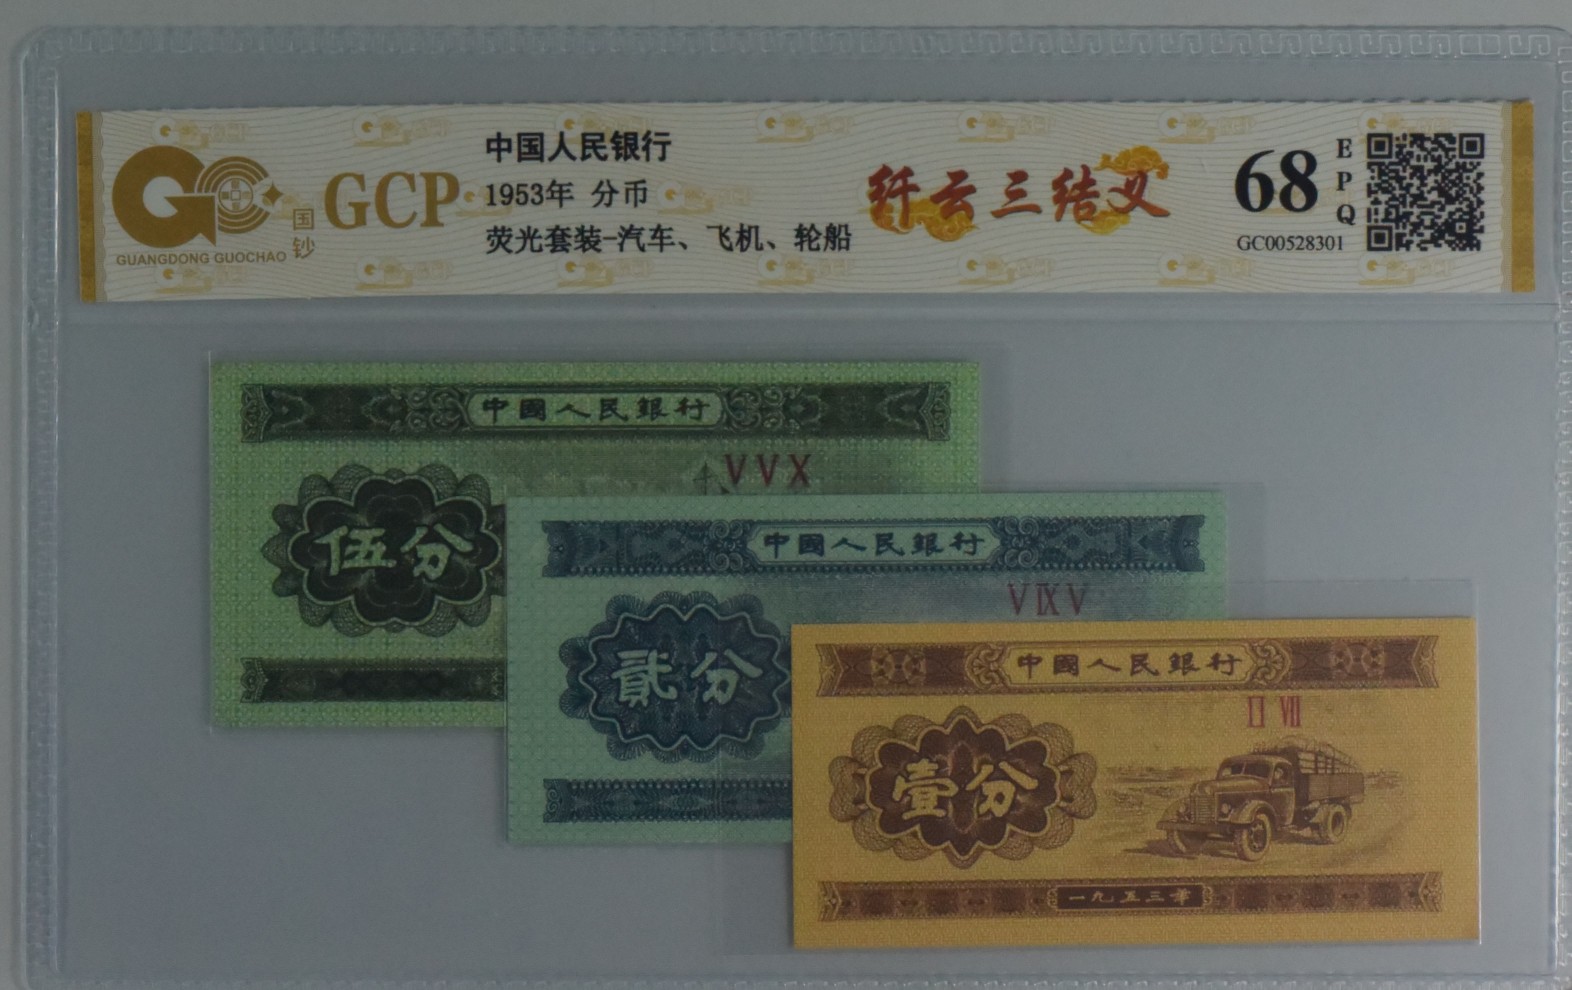 中国人民银行
1953年 分币
荧光套装-汽车、飞机、轮船
GCP
国钞
GUANGDONG GUOCHAO
纤云三结义
68
EPQ
GC00528301
中國人民銀行
VVX
伍分
中國人民銀行
VIXV
贰分
中國人民銀行
II VII
壹分
一九五三年